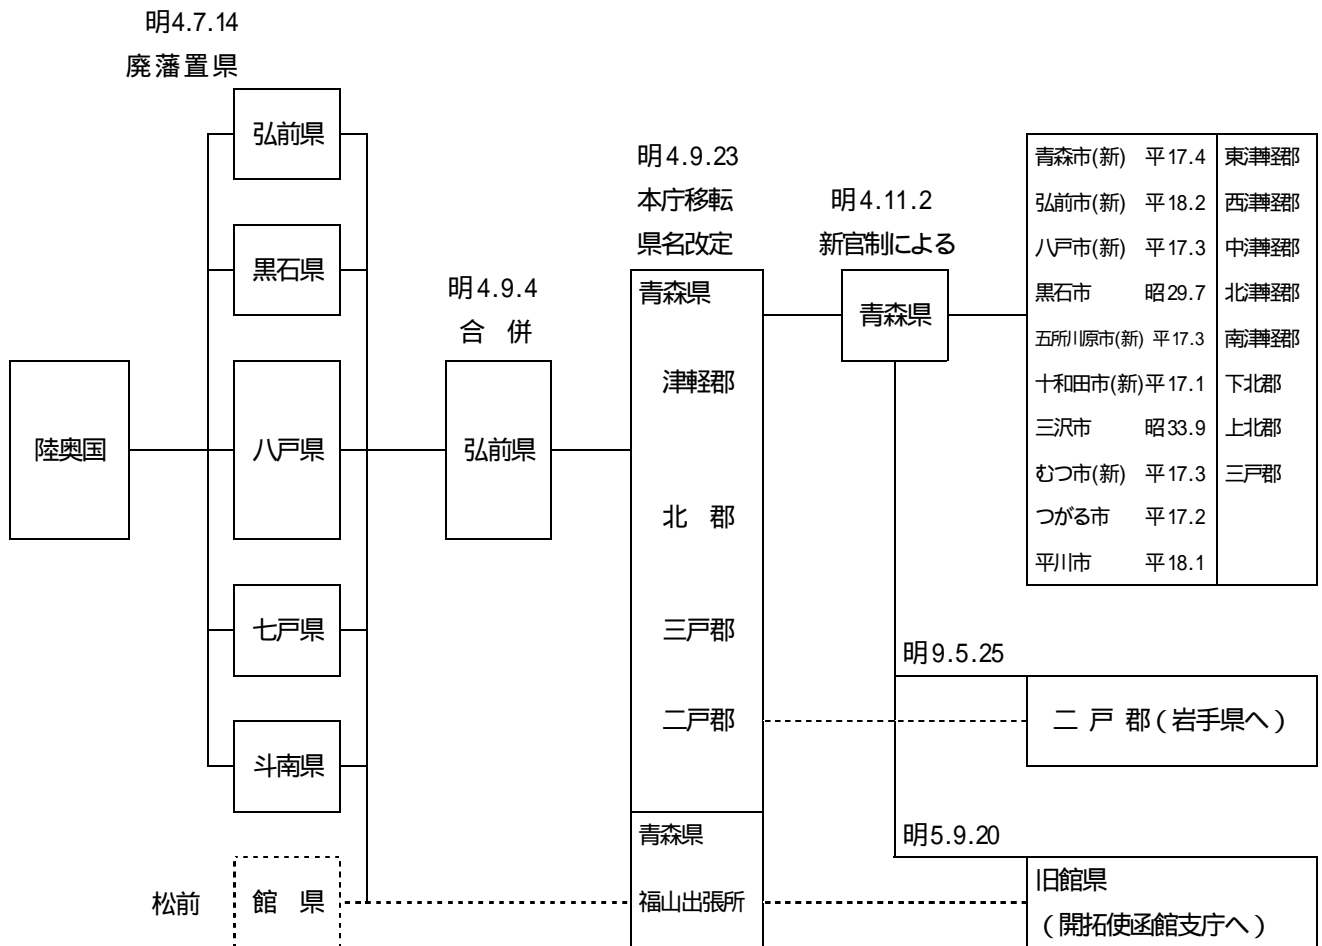 明4.7.14
廃藩置県
陸奥国
弘前県
黒石県
八戸県
七戸県
斗南県
松前
館 県
明4.9.4
合 併
弘前県
明4.9.23
本庁移転
県名改定
青森県
津軽郡
北 郡
三戸郡
二戸郡
青森県
福山出張所
明4.11.2
新官制による
青森県
青森市(新) 平17.4 東津軽郡
弘前市(新) 平18.2 西津軽郡
八戸市(新) 平17.3 中津軽郡
黒石市 昭29.7 北津軽郡
五所川原市(新) 平17.3 南津軽郡
十和田市(新) 平17.1 下北郡
三沢市 昭33.9 上北郡
むつ市(新) 平17.3 三戸郡
つがる市 平17.2
平川市 平18.1
明9.5.25
二 戸 郡(岩手県へ)
明5.9.20
旧館県
(開拓使函館支庁へ)